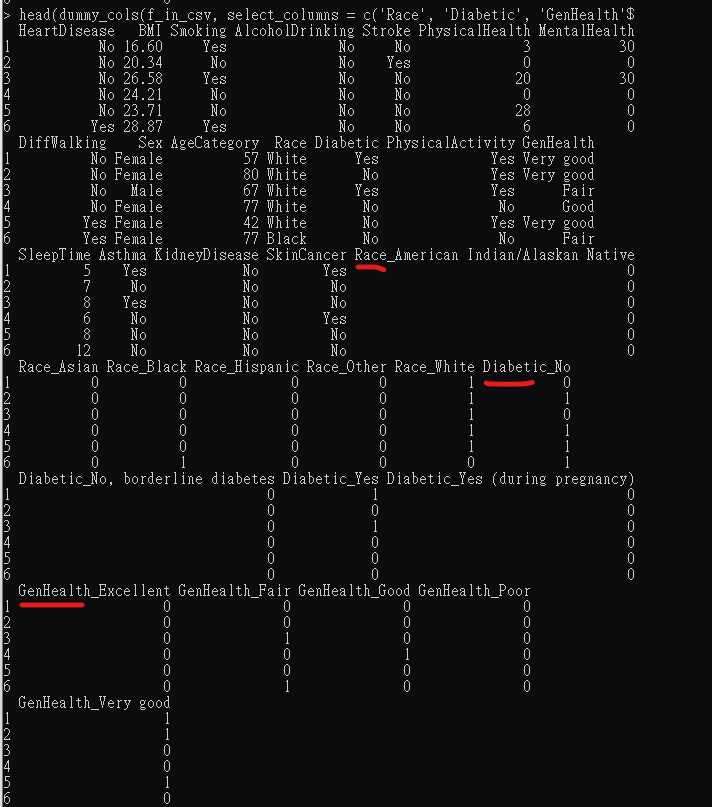 > head(dummy_cols(f_in_csv, select_columns = c('Race', 'Diabetic', 'GenHealth'$
  HeartDisease   BMI Smoking AlcoholDrinking Stroke PhysicalHealth MentalHealth
1           No 16.60     Yes              No     No              3           30
2           No 20.34      No              No    Yes              0            0
3           No 26.58     Yes              No     No             20           30
4           No 24.21      No              No     No              0            0
5           No 23.71      No              No     No             28            0
6          Yes 28.87     Yes              No     No              6            0
  DiffWalking    Sex AgeCategory  Race Diabetic PhysicalActivity GenHealth
1          No Female          57 White      Yes              Yes Very good
2          No Female          80 White       No              Yes Very good
3          No   Male          67 White      Yes              Yes      Fair
4          No Female          77 White       No               No      Good
5         Yes Female          42 White       No              Yes Very good
6         Yes Female          77 Black       No               No      Fair
  SleepTime Asthma KidneyDisease SkinCancer Race_American Indian/Alaskan Native
1         5    Yes            No        Yes                                   0
2         7     No            No         No                                   0
3         8    Yes            No         No                                   0
4         6     No            No        Yes                                   0
5         8     No            No         No                                   0
6        12     No            No         No                                   0
  Race_Asian Race_Black Race_Hispanic Race_Other Race_White Diabetic_No
1          0          0             0          0          1           0
2          0          0             0          0          1           1
3          0          0             0          0          1           0
4          0          0             0          0          1           1
5          0          0             0          0          1           1
6          0          1             0          0          0           1
  Diabetic_No, borderline diabetes Diabetic_Yes Diabetic_Yes (during pregnancy)
1                                0            1                               0
2                                0            0                               0
3                                0            1                               0
4                                0            0                               0
5                                0            0                               0
6                                0            0                               0
  GenHealth_Excellent GenHealth_Fair GenHealth_Good GenHealth_Poor
1                   0              0              0              0
2                   0              0              0              0
3                   0              1              0              0
4                   0              0              1              0
5                   0              0              0              0
6                   0              1              0              0
  GenHealth_Very good
1                   1
2                   1
3                   0
4                   0
5                   1
6                   0